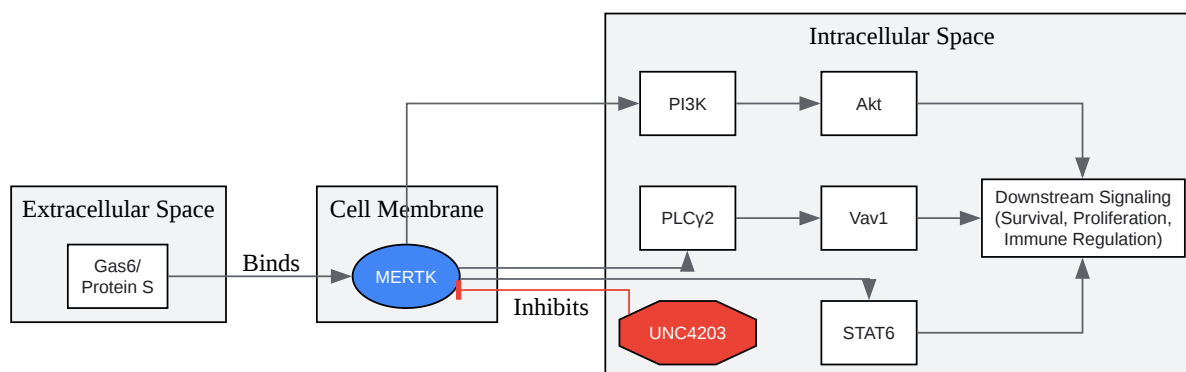 Intracellular Space
PI3K
Akt
Extracellular Space
Cell Membrane
PLCγ2
Vav1
Downstream Signaling
(Survival, Proliferation,
Immune Regulation)
Gas6/
Protein S
Binds
MERTK
Inhibits
UNC4203
STAT6